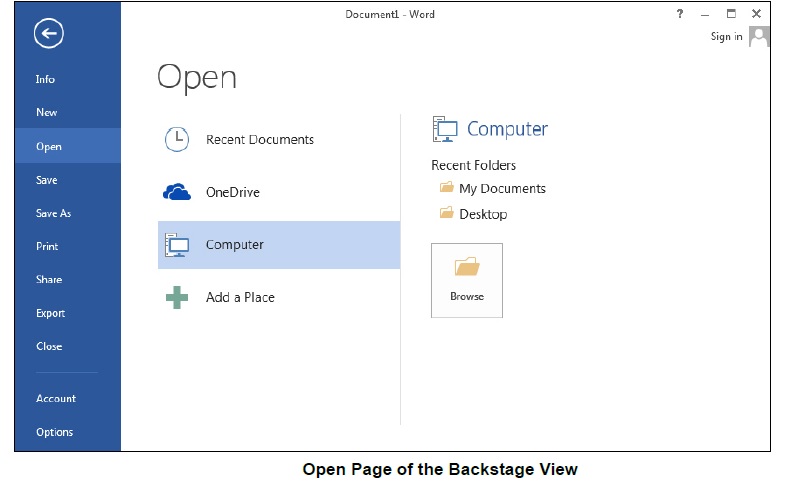 Document1 - Word
?
Sign in
Info
New
Open
Save
Save As
Print
Share
Export
Close
Account
Options
Open
Recent Documents
OneDrive
Computer
Add a Place
Computer
Recent Folders
My Documents
Desktop
Browse
Open Page of the Backstage View